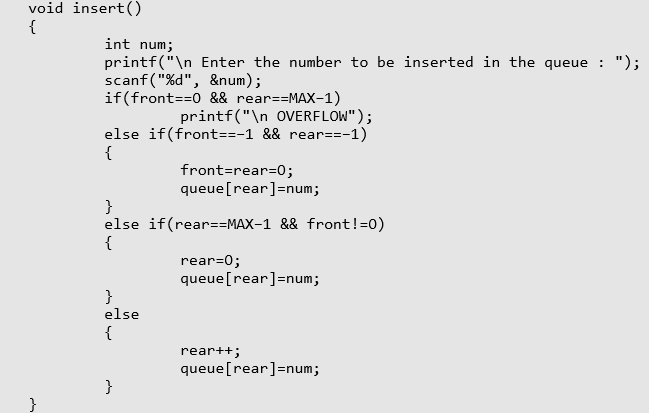 void insert()
{
int num;
printf("\n Enter the number to be inserted in the queue : ");
scanf("%d", &num);
if(front==0 && rear==MAX-1)
printf("\n OVERFLOW");
else if(front==-1 && rear==-1)
{
front=rear=0;
queue[rear]=num;
}
else if(rear==MAX-1 && front!=0)
{
rear=0;
queue[rear]=num;
}
else
{
rear++;
queue[rear]=num;
}
}